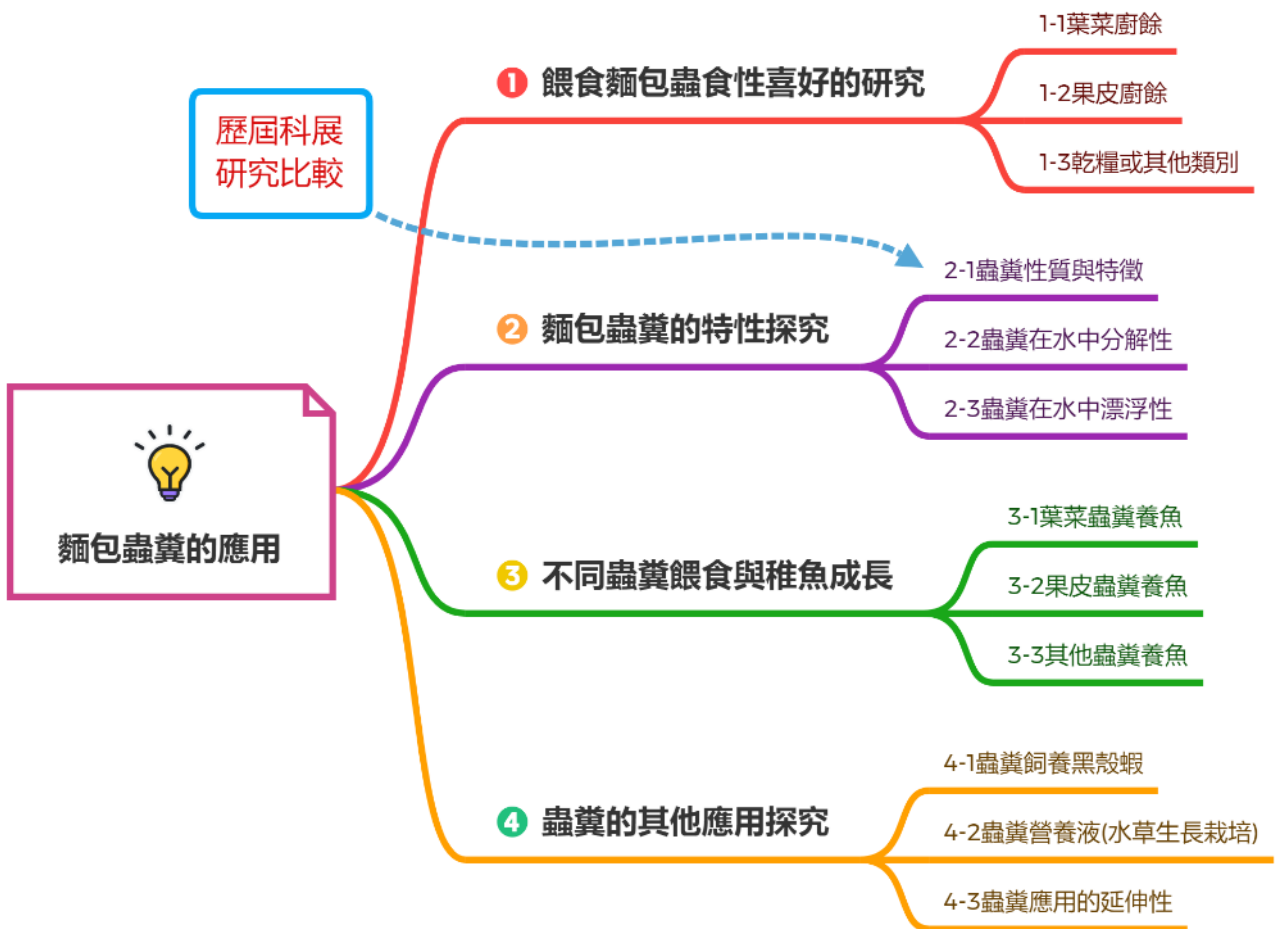 歷屆科展
研究比較
麵包蟲糞的應用
❶ 餵食麵包蟲食性喜好的研究
1-1葉菜廚餘
1-2果皮廚餘
1-3乾糧或其他類別
❷ 麵包蟲糞的特性探究
2-1蟲糞性質與特徵
2-2蟲糞在水中分解性
2-3蟲糞在水中漂浮性
❸ 不同蟲糞餵食與稚魚成長
3-1葉菜蟲糞養魚
3-2果皮蟲糞養魚
3-3其他蟲糞養魚
❹ 蟲糞的其他應用探究
4-1蟲糞飼養黑殼蝦
4-2蟲糞營養液(水草生長栽培)
4-3蟲糞應用的延伸性